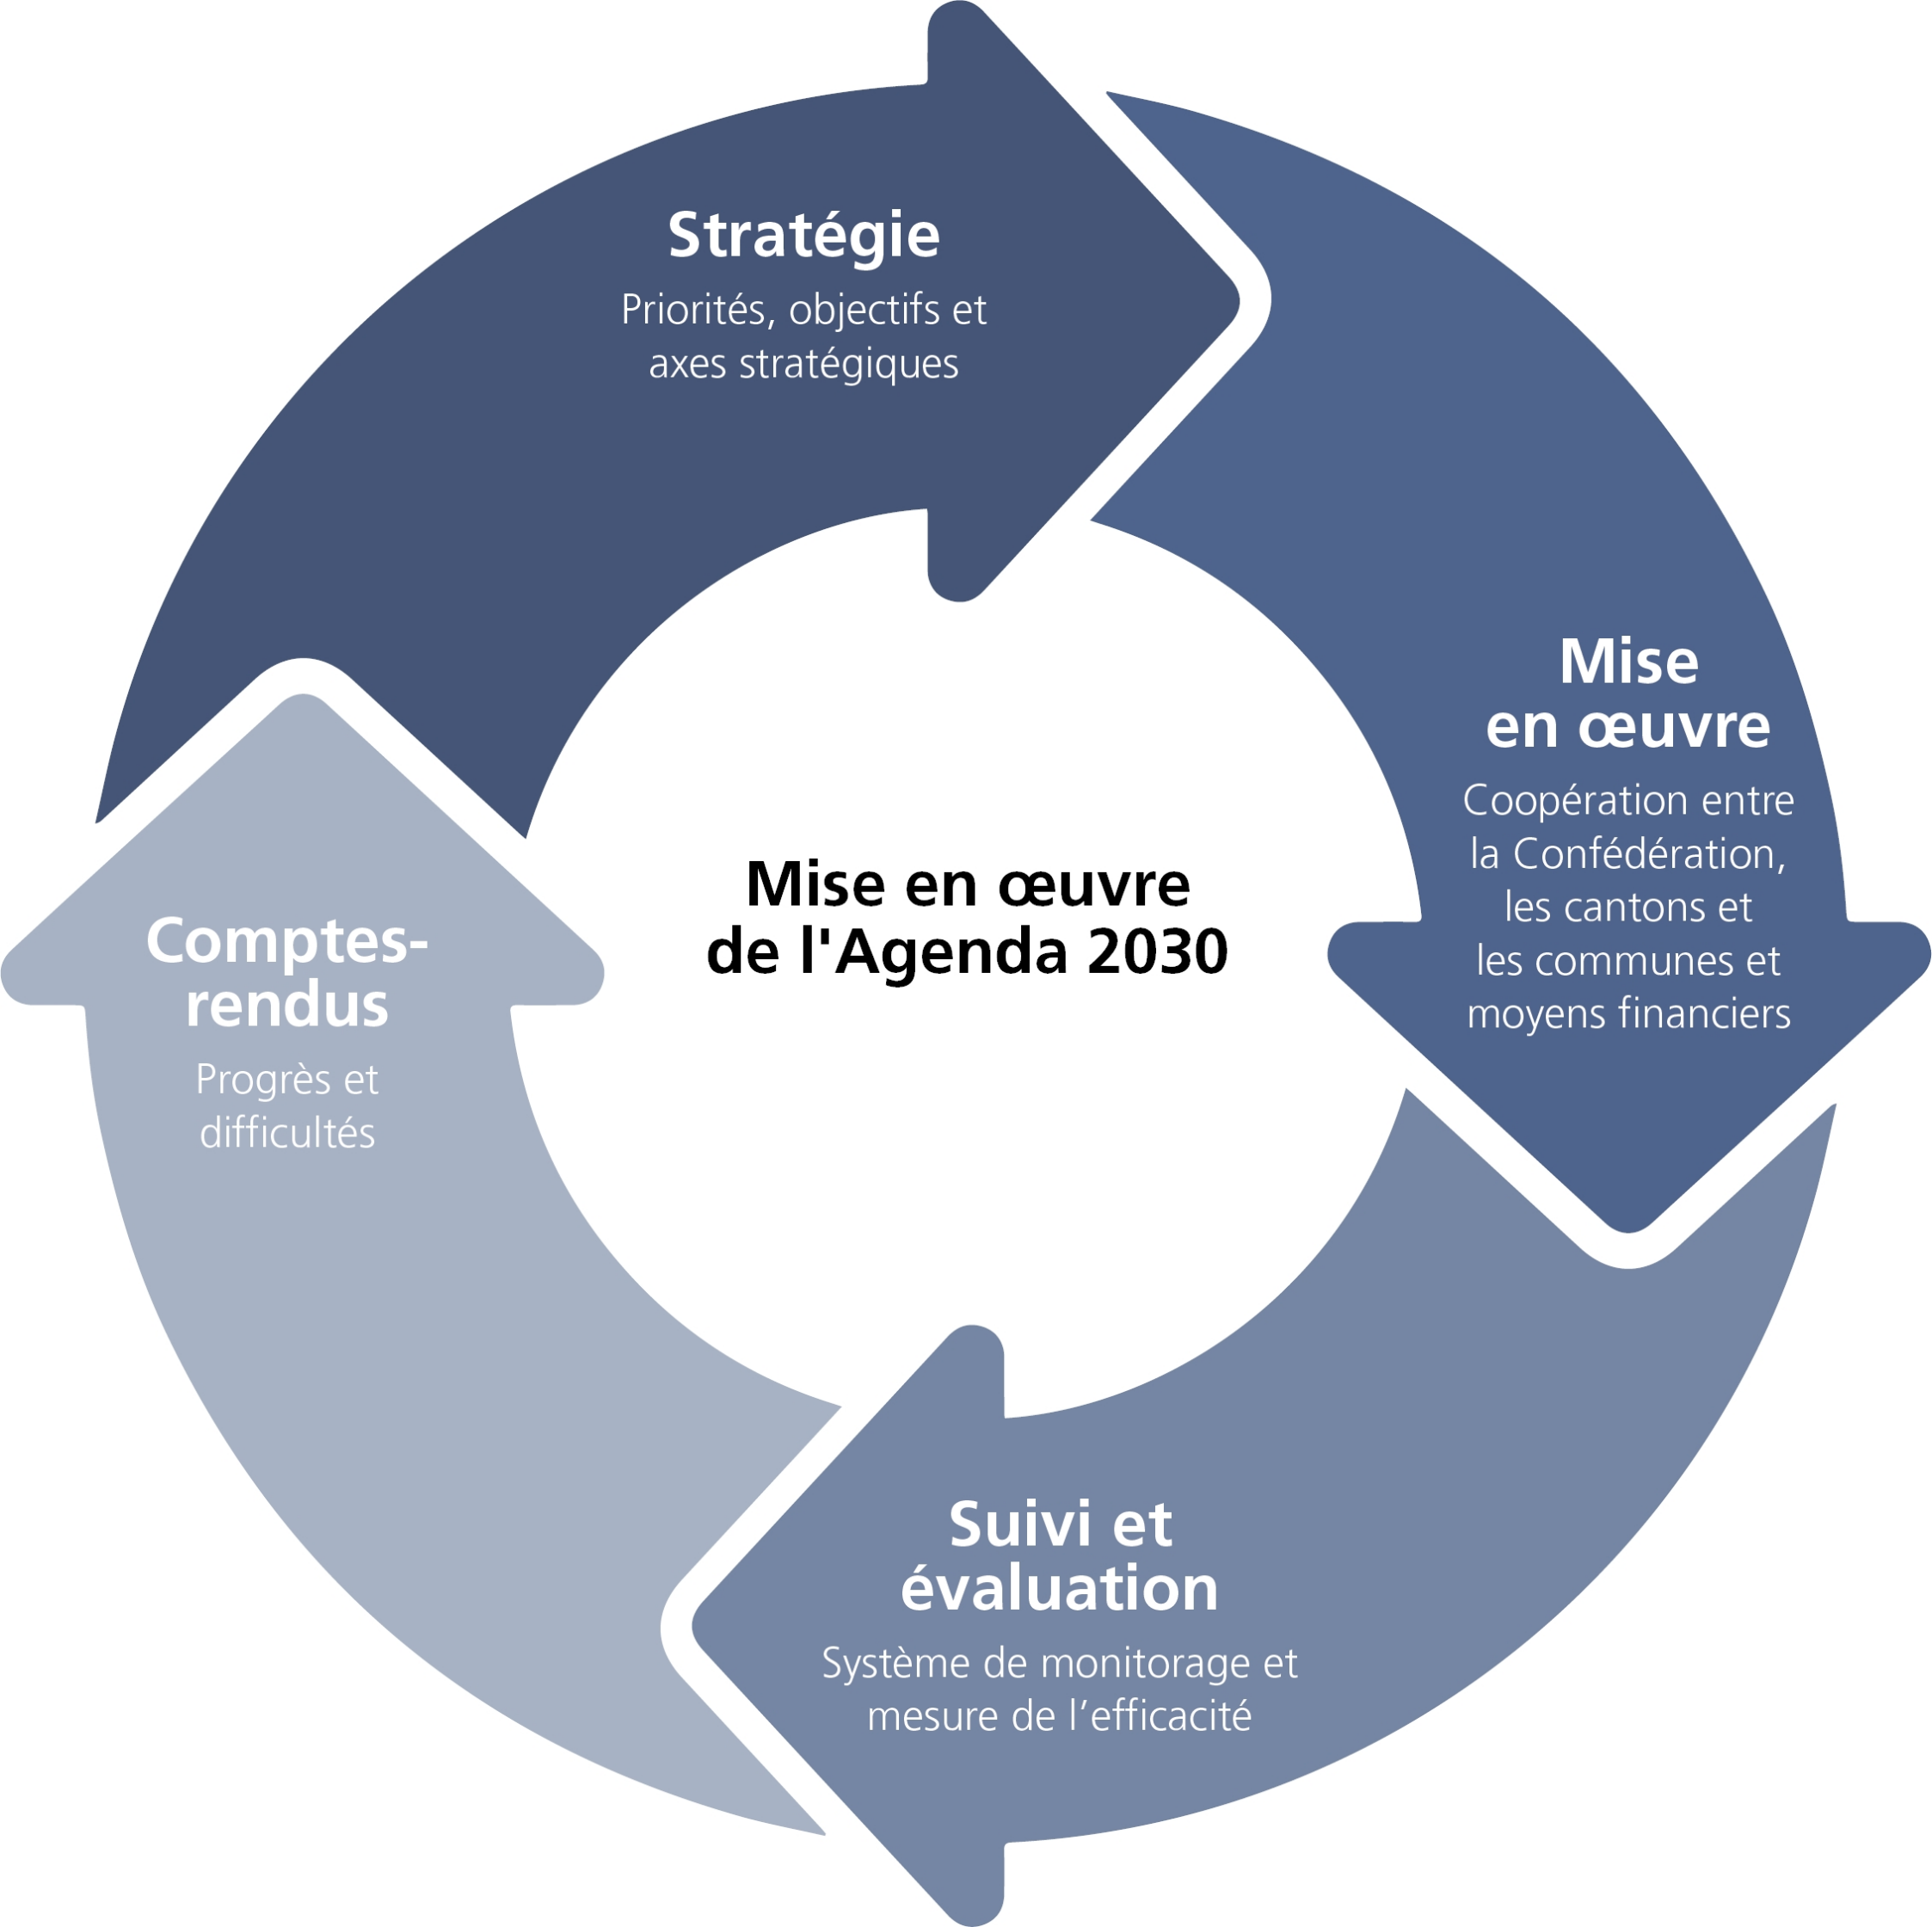 Stratégie
Priorités, objectifs et
axes stratégiques
Mise
en œuvre
Coopération entre
la Confédération,
les cantons et
les communes et
moyens financiers
Mise en œuvre
de l'Agenda 2030
Comptes-
rendus
Progrès et
difficultés
Suivi et
évaluation
Système de monitorage et
mesure de l’efficacité